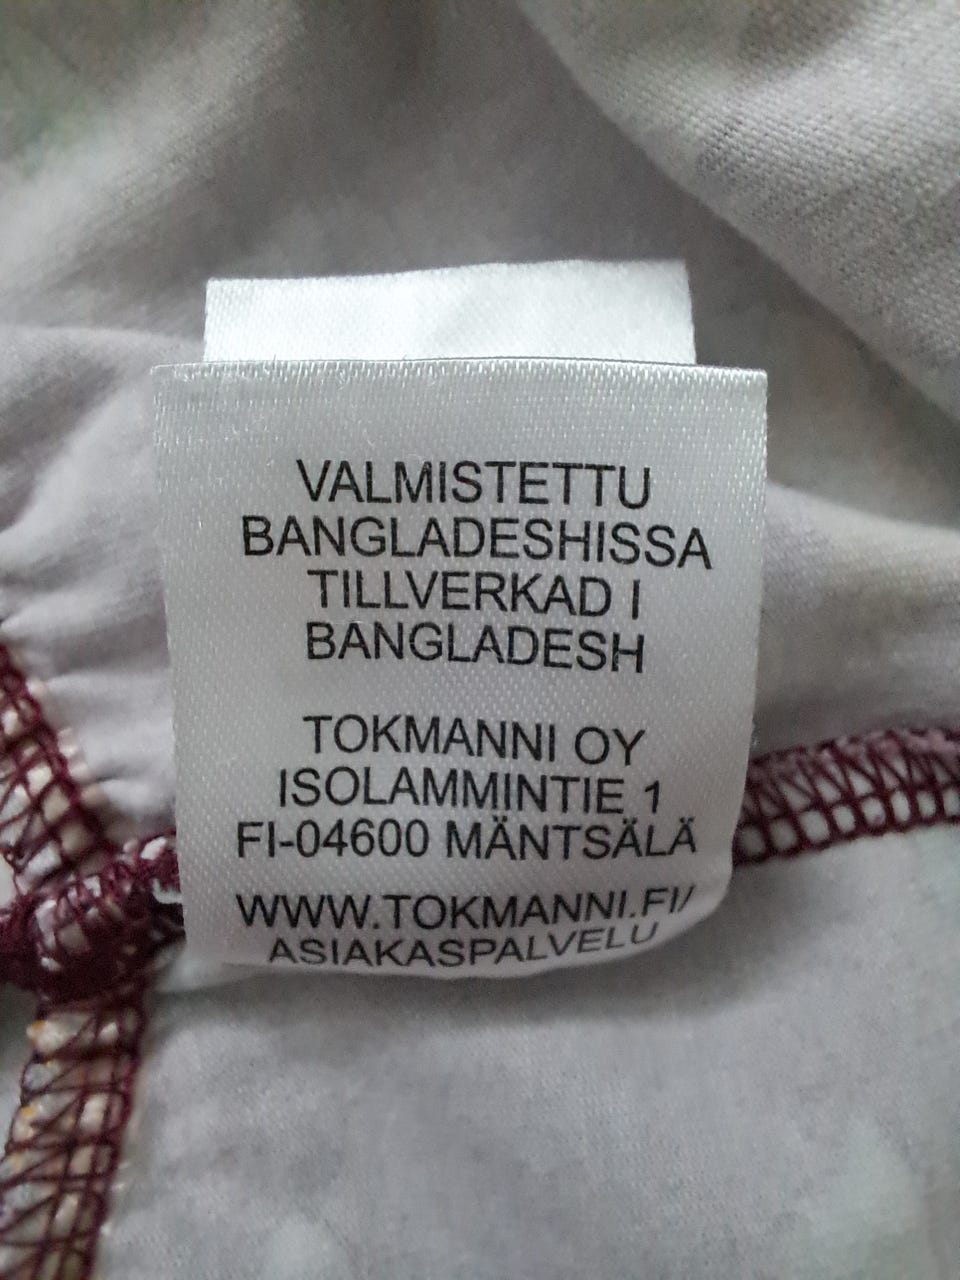 VALMISTETTU
BANGLADESHISSA
TILLVERKAD I
BANGLADESH
TOKMANNI OY
ISOLAMMINTIE 1
FI-04600 MÄNTSÄLÄ
WWW.TOKMANNI.FI/
ASIAKASPALVELU